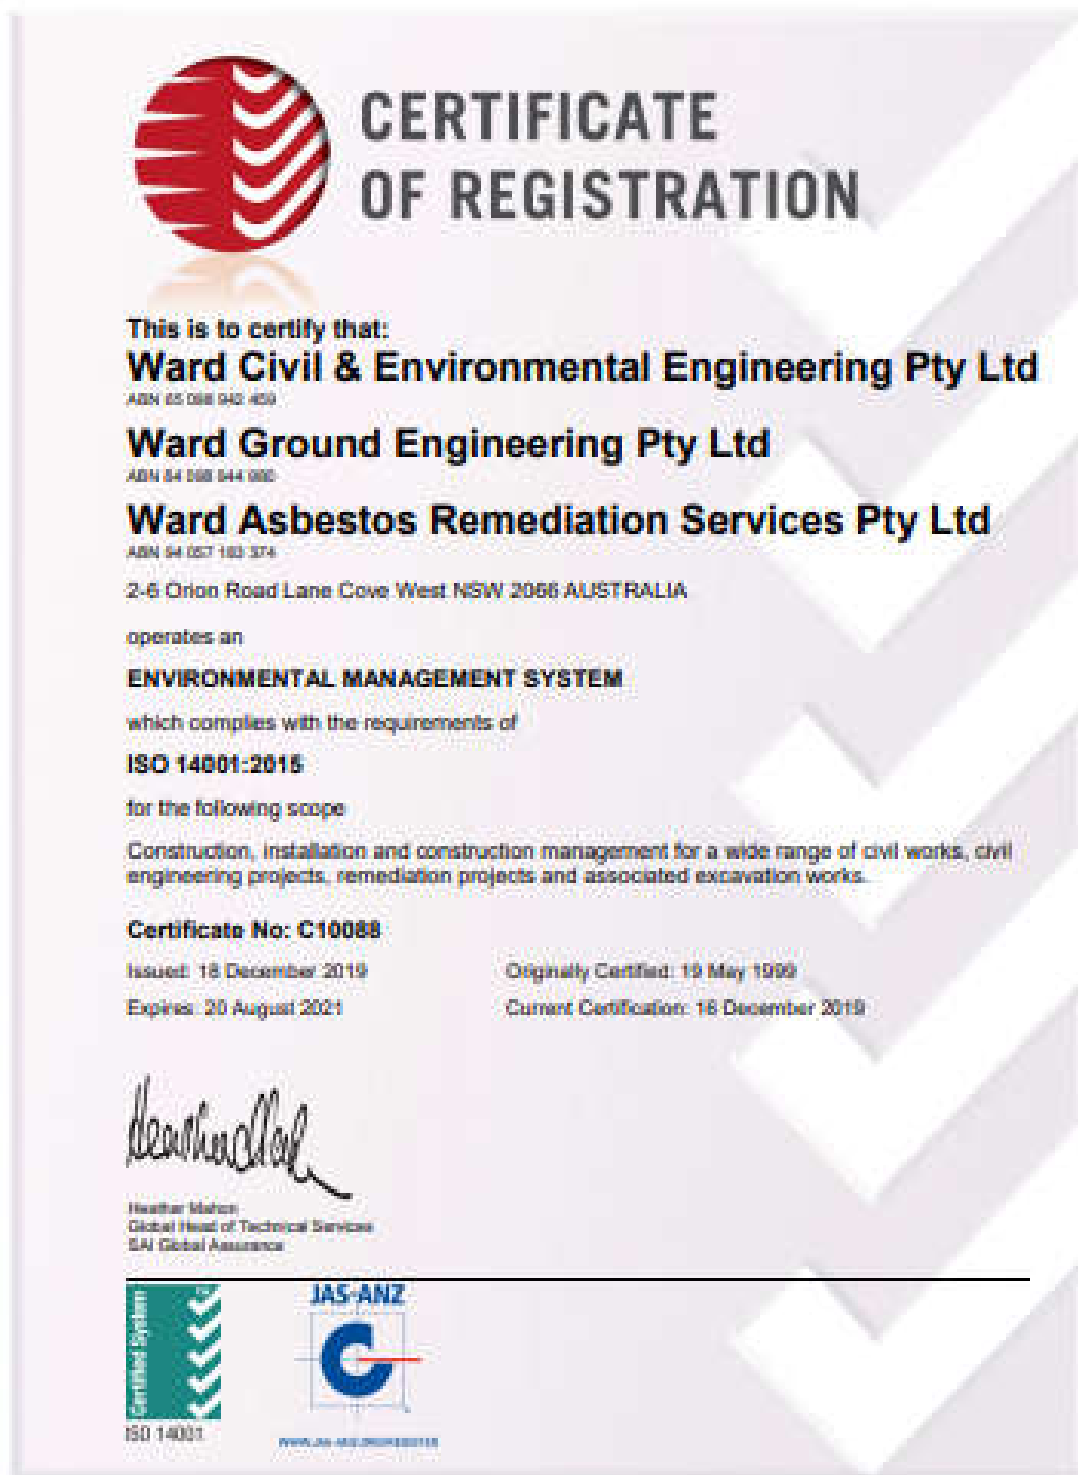 CERTIFICATE
OF REGISTRATION
This is to certify that:
Ward Civil & Environmental Engineering Pty Ltd
ABN
Ward Ground Engineering Pty Ltd
ABN
Ward Asbestos Remediation Services Pty Ltd
ABN
2-6 Orion Road Lane Cove West NSW 2066 AUSTRALIA
operates an
ENVIRONMENTAL MANAGEMENT SYSTEM
which complies with the requirements of
ISO 14001:2015
for the following scope
Construction, installation and construction management for a wide range of civil works, civil
engineering projects, remediation projects and associated excavation works.
Certificate No: C10088
Issued: December 2019 Originally Certified: 19 May 1999
Expires: 20 August 2021 Current Certification: December 2019
Heather Mahon
Global Head of Technical Services
SAI Global Assurance
Certified System
JAS-ANZ
ISO 14001